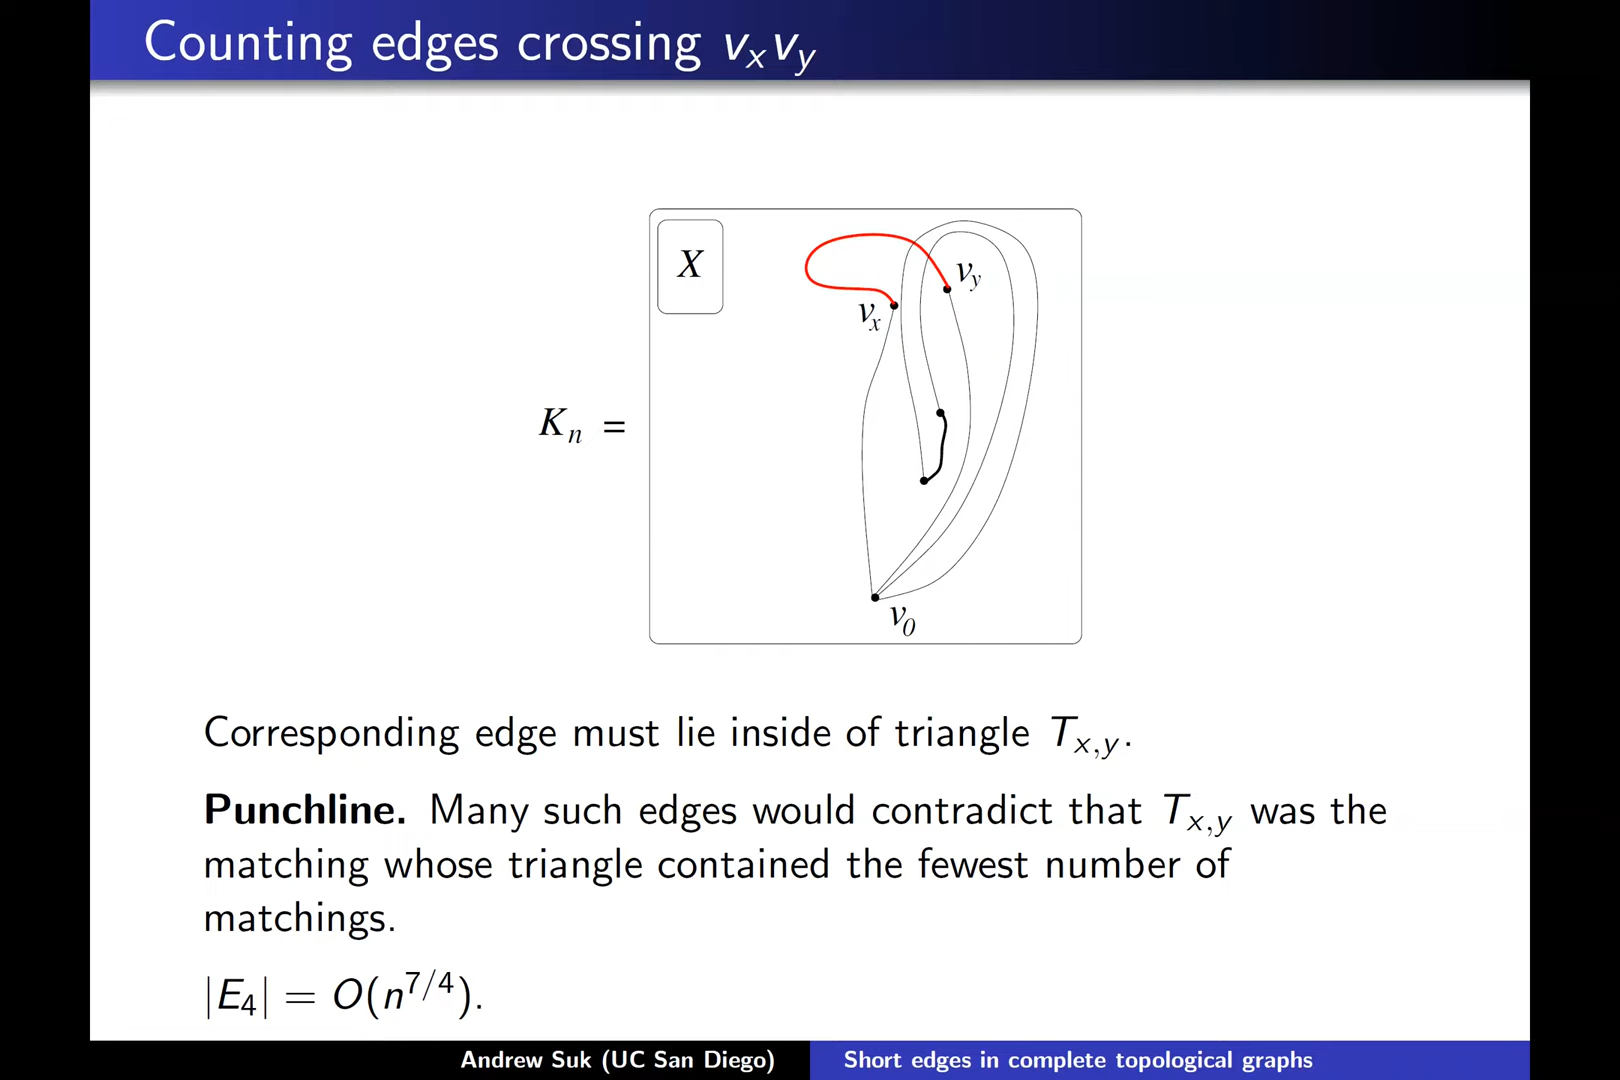 Counting edges crossing v_x v_y
X
v_y
v_x
K_n =
v_0
Corresponding edge must lie inside of triangle T_{x,y}.
Punchline. Many such edges would contradict that T_{x,y} was the
matching whose triangle contained the fewest number of
matchings.
|E_4| = O(n^{7/4}).
Andrew Suk (UC San Diego) Short edges in complete topological graphs